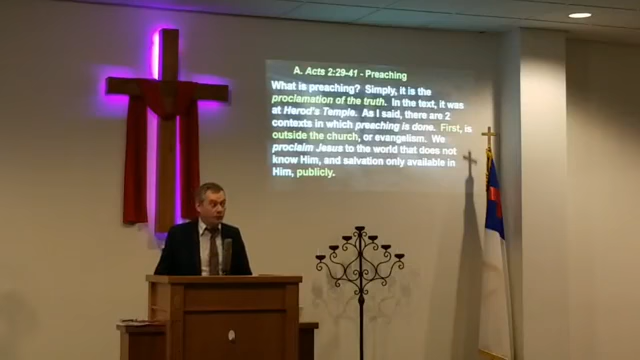 A. Acts 2:29-41 - Preaching
What is preaching? Simply, it is the
proclamation of the truth. In the text, it was
at Herod's Temple. As I said, there are 2
contexts in which preaching is done. First, is
outside the church, or evangelism. We
proclaim Jesus to the world that does not
know Him, and salvation only available in
Him, publicly.